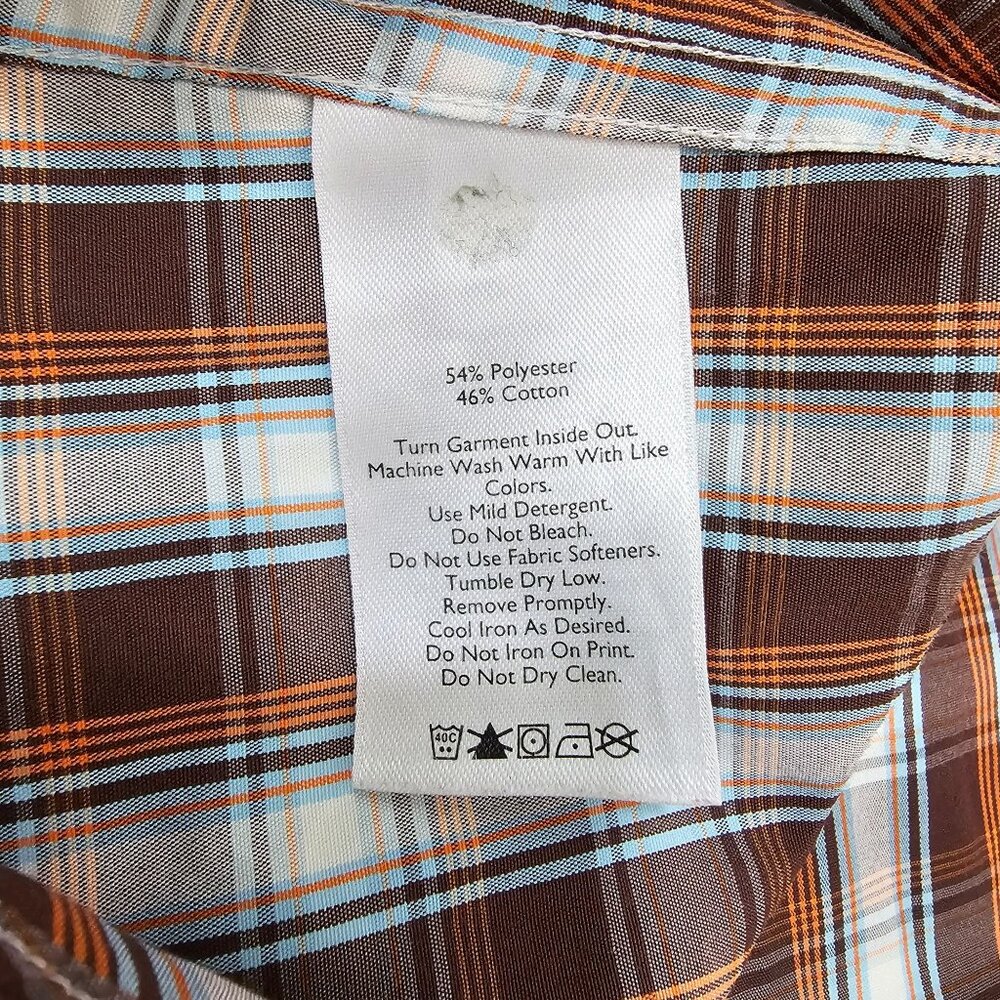 54% Polyester
46% Cotton
Turn Garment Inside Out.
Machine Wash Warm With Like
Colors.
Use Mild Detergent.
Do Not Bleach.
Do Not Use Fabric Softeners.
Tumble Dry Low.
Remove Promptly.
Cool Iron As Desired.
Do Not Iron On Print.
Do Not Dry Clean.
40C